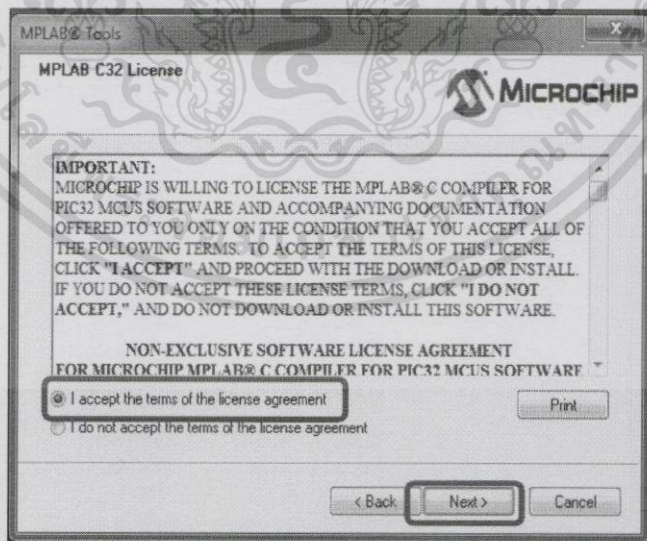 MPLAB® Tools
MPLAB C32 License
MICROCHIP
IMPORTANT:
MICROCHIP IS WILLING TO LICENSE THE MPLAB® C COMPILER FOR
PIC32 MCUS SOFTWARE AND ACCOMPANYING DOCUMENTATION
OFFERED TO YOU ONLY ON THE CONDITION THAT YOU ACCEPT ALL OF
THE FOLLOWING TERMS. TO ACCEPT THE TERMS OF THIS LICENSE,
CLICK "I ACCEPT" AND PROCEED WITH THE DOWNLOAD OR INSTALL.
IF YOU DO NOT ACCEPT THESE LICENSE TERMS, CLICK "I DO NOT
ACCEPT," AND DO NOT DOWNLOAD OR INSTALL THIS SOFTWARE.
NON-EXCLUSIVE SOFTWARE LICENSE AGREEMENT
FOR MICROCHIP MPLAB® C COMPILER FOR PIC32 MCUS SOFTWARE
I accept the terms of the license agreement
Print
I do not accept the terms of the license agreement
< Back
Next >
Cancel